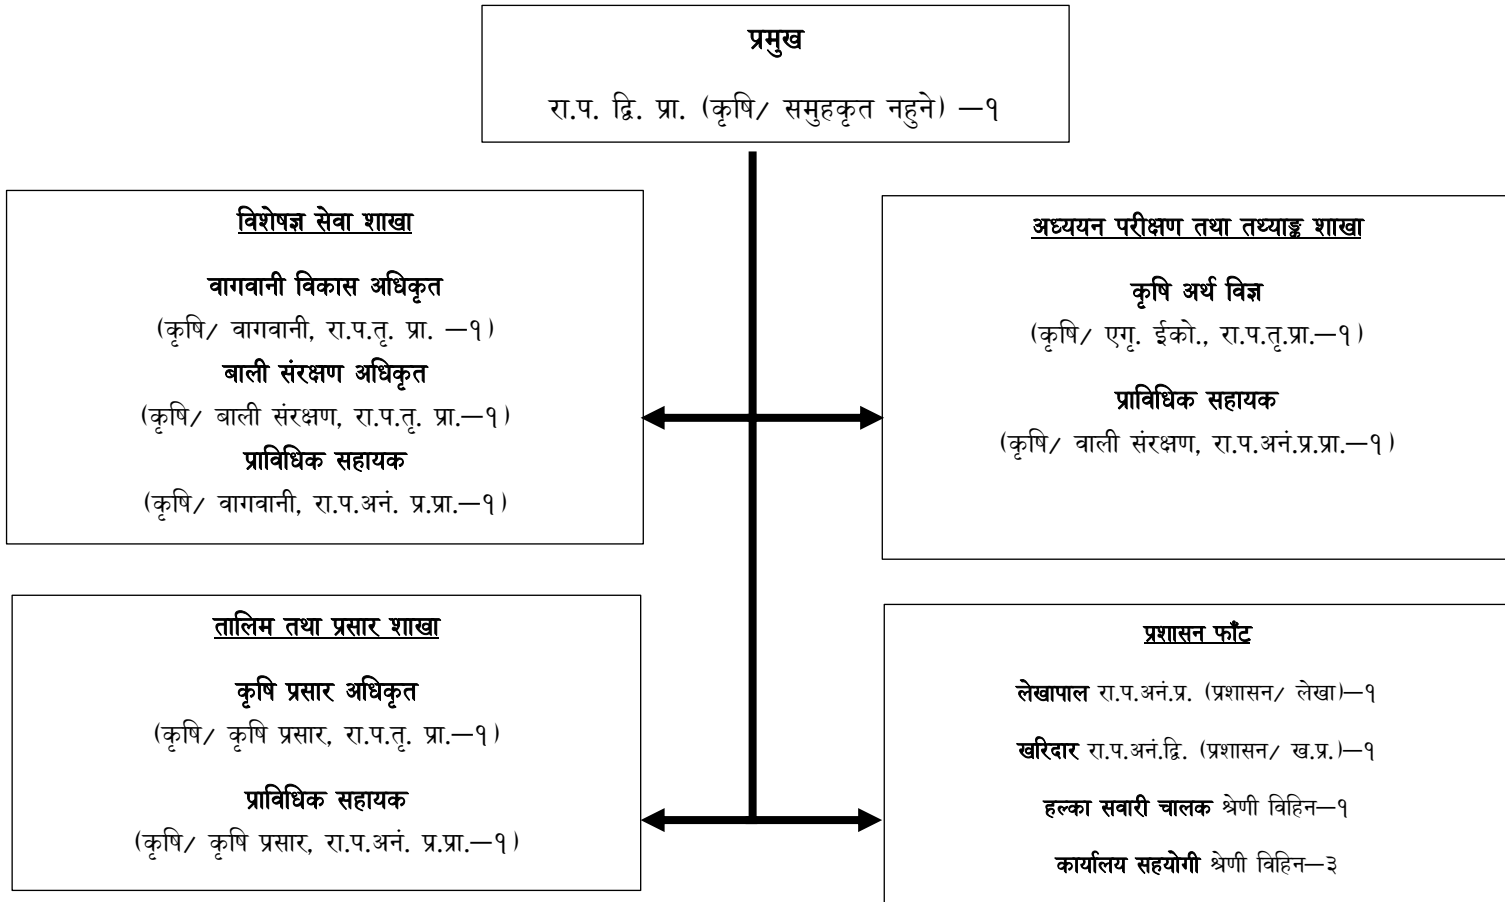 प्रमुख
रा.प. द्वि. प्रा. (कृषि/ समुहकृत नहुने) —१
विशेषज्ञ सेवा शाखा
वागवानी विकास अधिकृत
(कृषि/ वागवानी, रा.प.तृ. प्रा. —१)
बाली संरक्षण अधिकृत
(कृषि/ बाली संरक्षण, रा.प.तृ. प्रा.—१)
प्राविधिक सहायक
(कृषि/ वागवानी, रा.प.अनं. प्र.प्रा.—१)
अध्ययन परीक्षण तथा तथ्याङ्क शाखा
कृषि अर्थ विज्ञ
(कृषि/ एगृ. ईको., रा.प.तृ.प्रा.—१)
प्राविधिक सहायक
(कृषि/ वाली संरक्षण, रा.प.अनं.प्र.प्रा.—१)
तालिम तथा प्रसार शाखा
कृषि प्रसार अधिकृत
(कृषि/ कृषि प्रसार, रा.प.तृ. प्रा.—१)
प्राविधिक सहायक
(कृषि/ कृषि प्रसार, रा.प.अनं. प्र.प्रा.—१)
प्रशासन फाँट
लेखापाल रा.प.अनं.प्र. (प्रशासन/ लेखा)—१
खरिदार रा.प.अनं.द्वि. (प्रशासन/ ख.प्र.)—१
हल्का सवारी चालक श्रेणी विहिन—१
कार्यालय सहयोगी श्रेणी विहिन—३